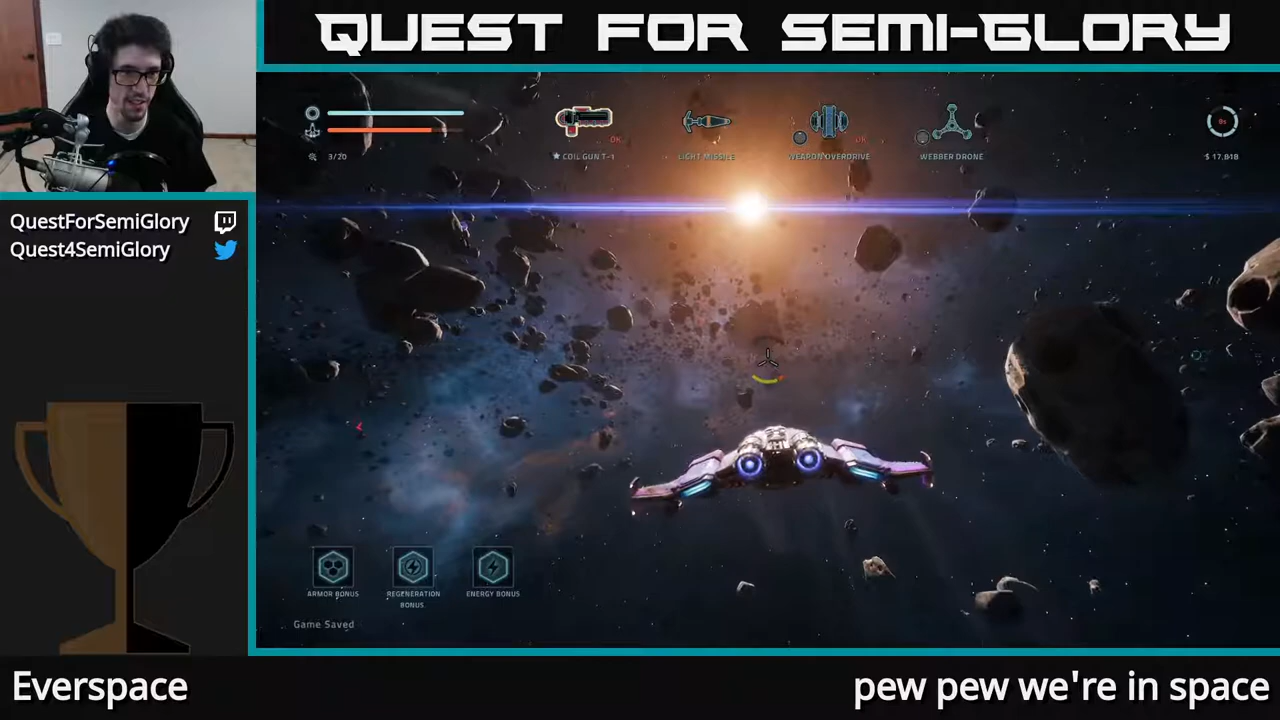 QUEST FOR SEMI-GLORY
QuestForSemiGlory
Quest4SemiGlory
3/20
COIL GUN T-1
LIGHT MISSILE
WEAPON OVERDRIVE
WEBBER DRONE
9s
$ 17,818
ARMOR BONUS
REGENERATION
BONUS
ENERGY BONUS
Game Saved
Everspace
pew pew we're in space